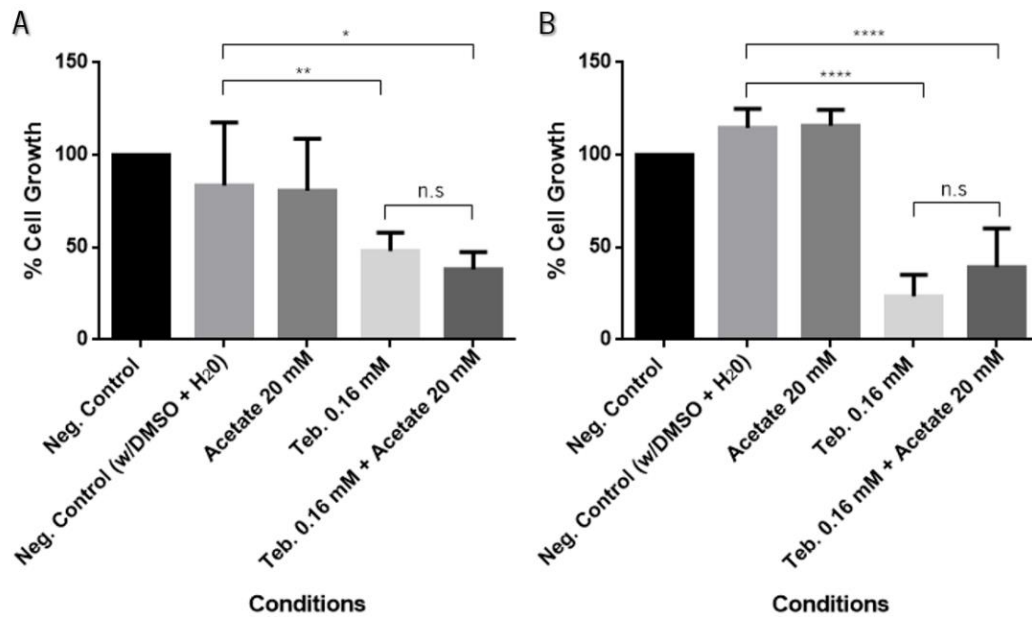 A
B
*
**
****
****
n.s
n.s
150
100
50
0
% Cell Growth
150
100
50
0
% Cell Growth
Neg. Control
Neg. Control (w/DMSO + H20)
Acetate 20 mM
Teb. 0.16 mM
Teb. 0.16 mM + Acetate 20 mM
Neg. Control
Neg. Control (w/DMSO + H20)
Acetate 20 mM
Teb. 0.16 mM
Teb. 0.16 mM + Acetate 20 mM
Conditions
Conditions